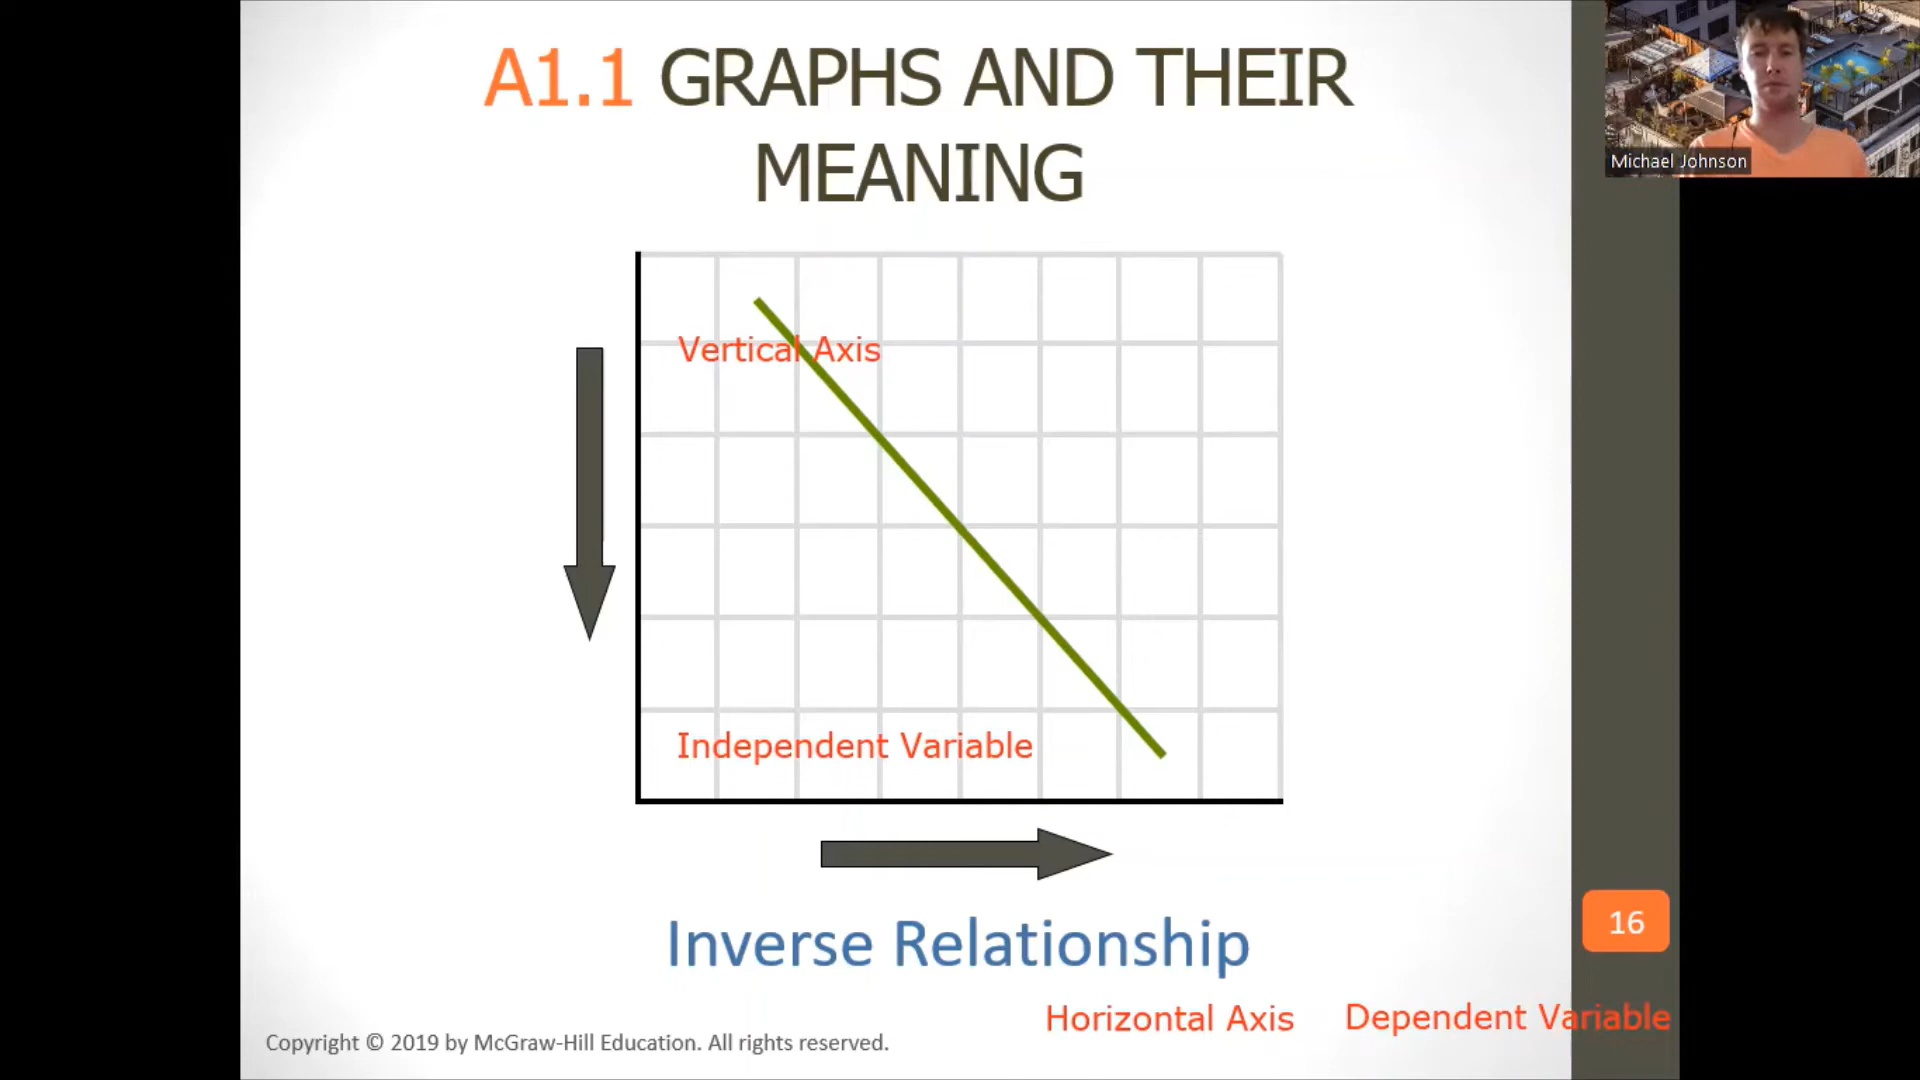 A1.1 GRAPHS AND THEIR
MEANING
Michael Johnson
Vertical Axis
Independent Variable
Inverse Relationship
16
Horizontal Axis
Dependent Variable
Copyright © 2019 by McGraw-Hill Education. All rights reserved.